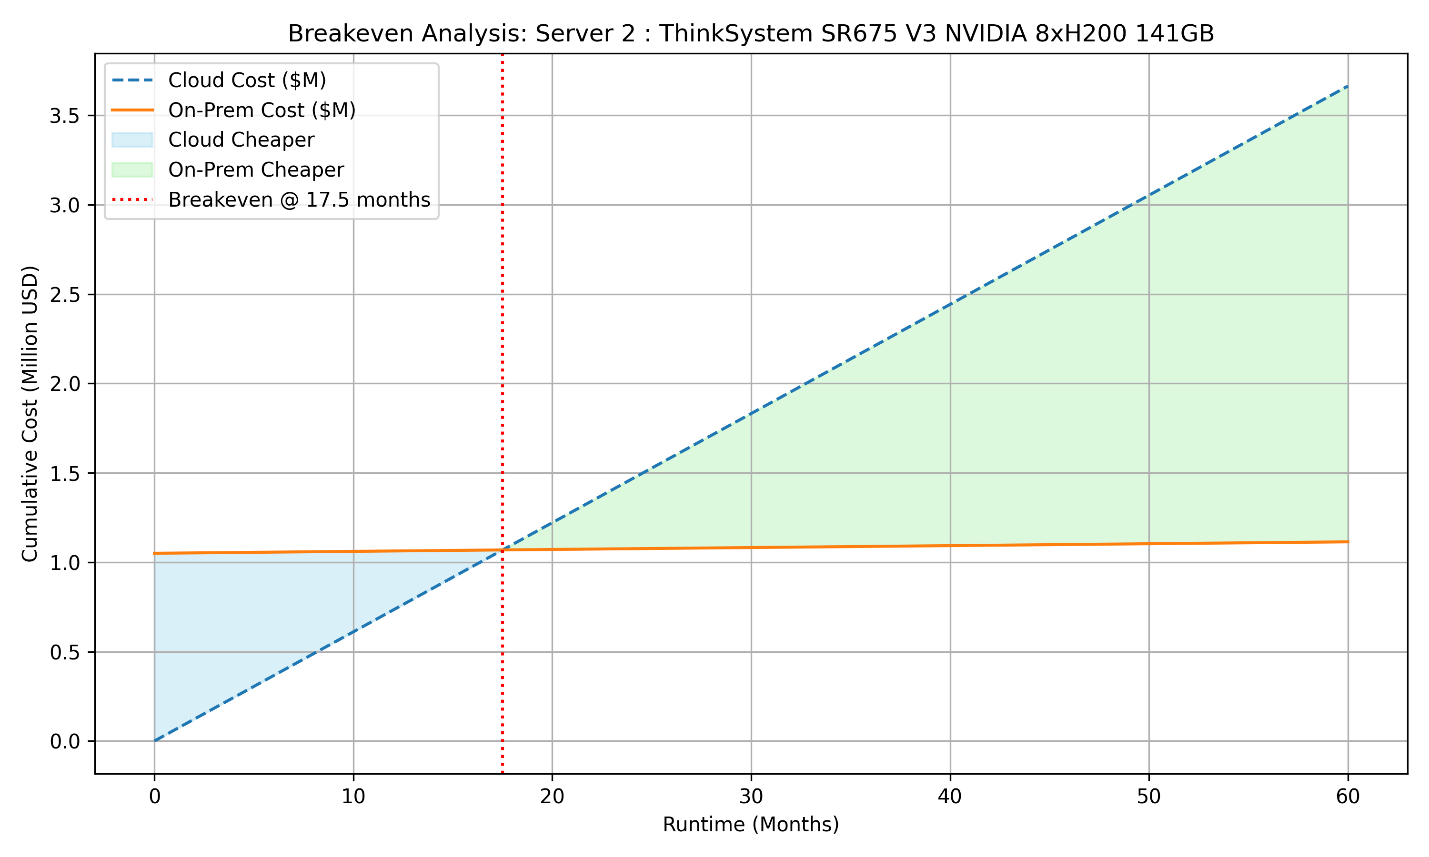 Breakeven Analysis: Server 2 : ThinkSystem SR675 V3 NVIDIA 8xH200 141GB
Cloud Cost ($M)
On-Prem Cost ($M)
Cloud Cheaper
On-Prem Cheaper
Breakeven @ 17.5 months
Cumulative Cost (Million USD)
3.5
3.0
2.5
2.0
1.5
1.0
0.5
0.0
0 10 20 30 40 50 60
Runtime (Months)